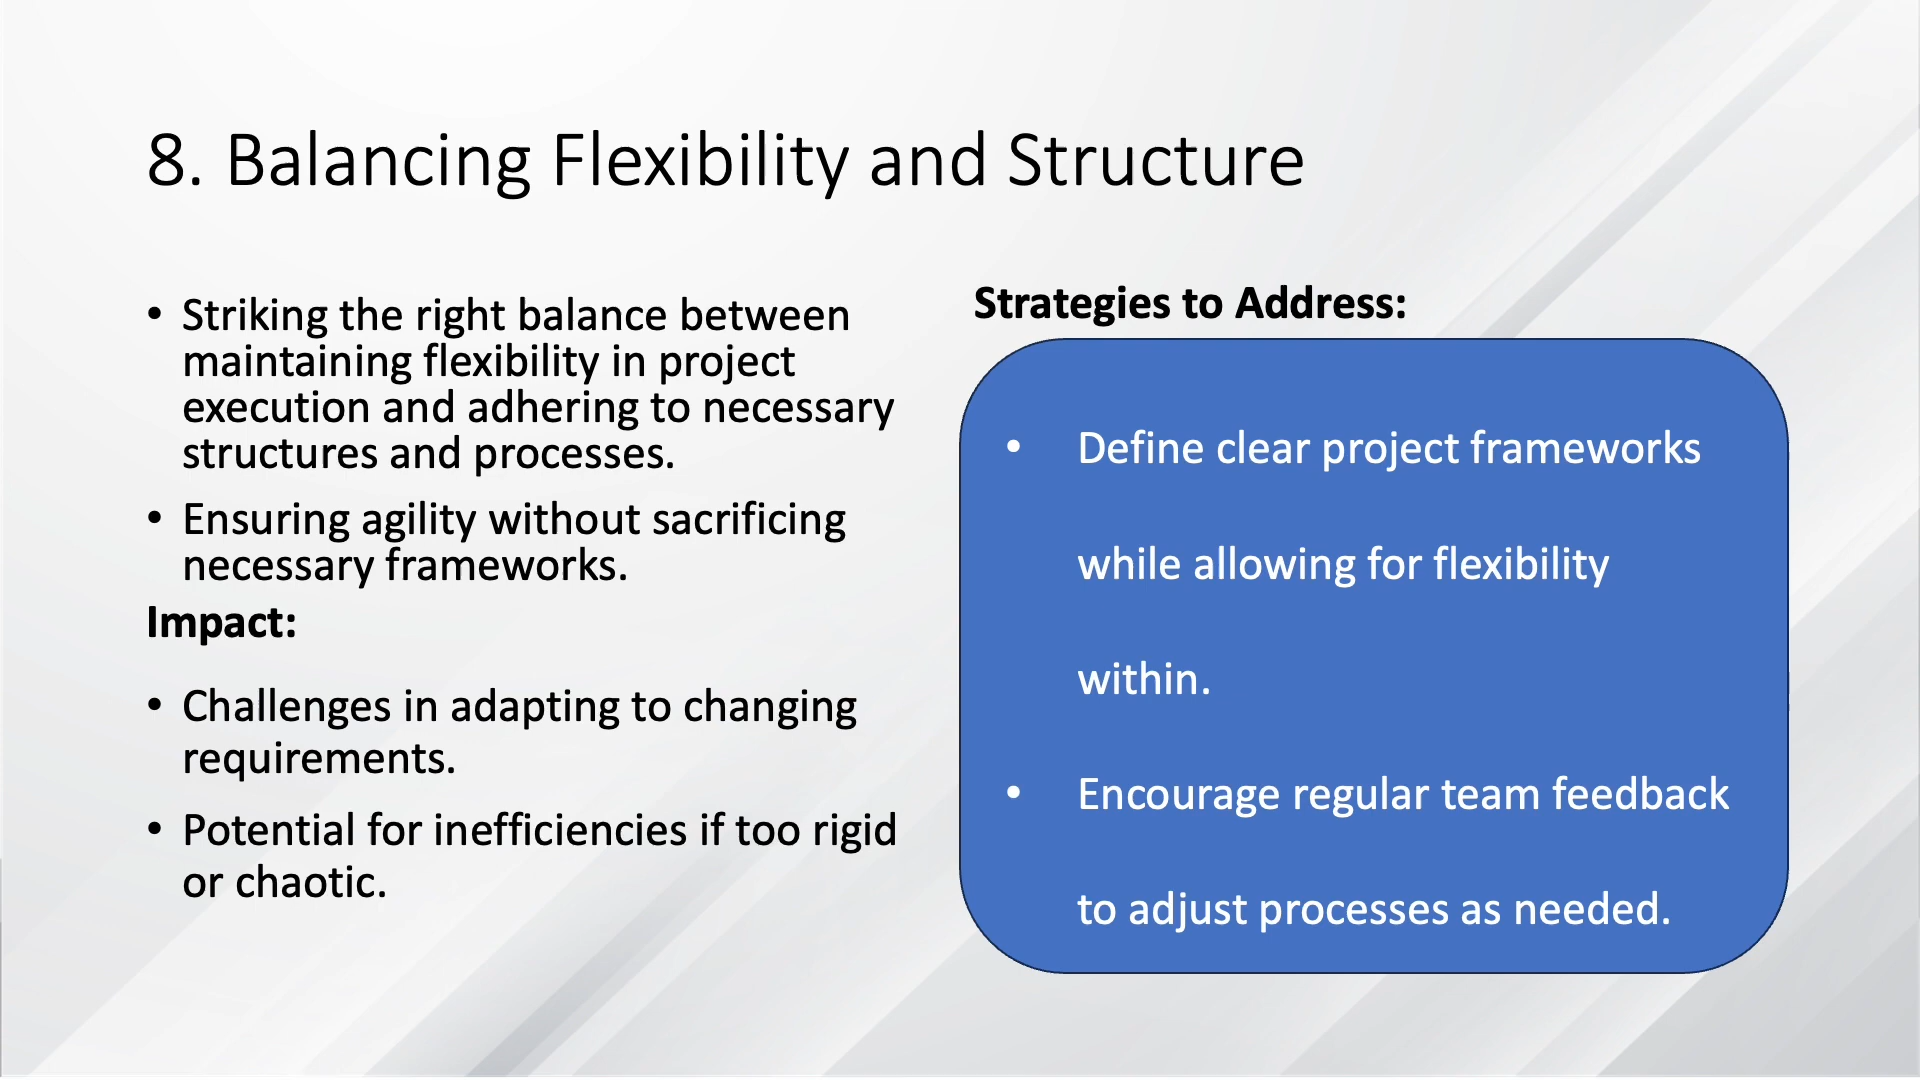 8. Balancing Flexibility and Structure
• Striking the right balance between
maintaining flexibility in project
execution and adhering to necessary
structures and processes.
• Ensuring agility without sacrificing
necessary frameworks.
Impact:
• Challenges in adapting to changing
requirements.
• Potential for inefficiencies if too rigid
or chaotic.
Strategies to Address:
• Define clear project frameworks
while allowing for flexibility
within.
• Encourage regular team feedback
to adjust processes as needed.